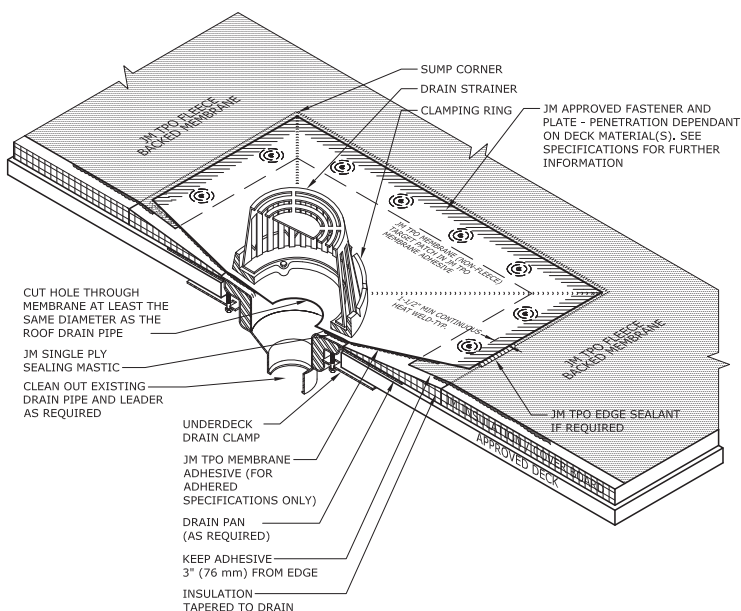 SUMP CORNER
DRAIN STRAINER
CLAMPING RING
JM APPROVED FASTENER AND
PLATE - PENETRATION DEPENDANT
ON DECK MATERIAL(S). SEE
SPECIFICATIONS FOR FURTHER
INFORMATION
JM TPO FLEECE
BACKED MEMBRANE
JM TPO MEMBRANE (NON-FLEECE)
TARGET PATCH IN JM TPO
MEMBRANE ADHESIVE
1-1/2" MIN CONTINUOUS
HEAT WELD-TYP.
JM TPO FLEECE
BACKED MEMBRANE
CUT HOLE THROUGH
MEMBRANE AT LEAST THE
SAME DIAMETER AS THE
ROOF DRAIN PIPE
JM SINGLE PLY
SEALING MASTIC
CLEAN OUT EXISTING
DRAIN PIPE AND LEADER
AS REQUIRED
UNDERDECK
DRAIN CLAMP
JM TPO MEMBRANE
ADHESIVE (FOR
ADHERED
SPECIFICATIONS ONLY)
DRAIN PAN
(AS REQUIRED)
KEEP ADHESIVE
3" (76 mm) FROM EDGE
INSULATION
TAPERED TO DRAIN
JM TPO EDGE SEALANT
IF REQUIRED
JM INSULATION / COVER BOARD
APPROVED DECK